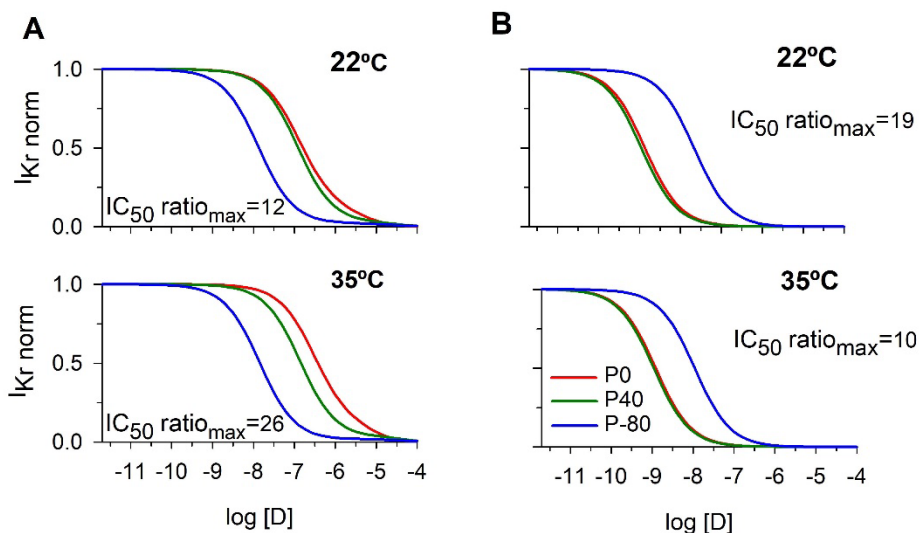 A
22ºC
1.0
0.5
0.0
IKr norm
IC50 ratiomax=12
35ºC
1.0
0.5
0.0
IKr norm
IC50 ratiomax=26
-11 -10 -9 -8 -7 -6 -5 -4
log [D]
B
22ºC
IC50 ratiomax=19
35ºC
IC50 ratiomax=10
P0
P40
P-80
-11 -10 -9 -8 -7 -6 -5 -4
log [D]